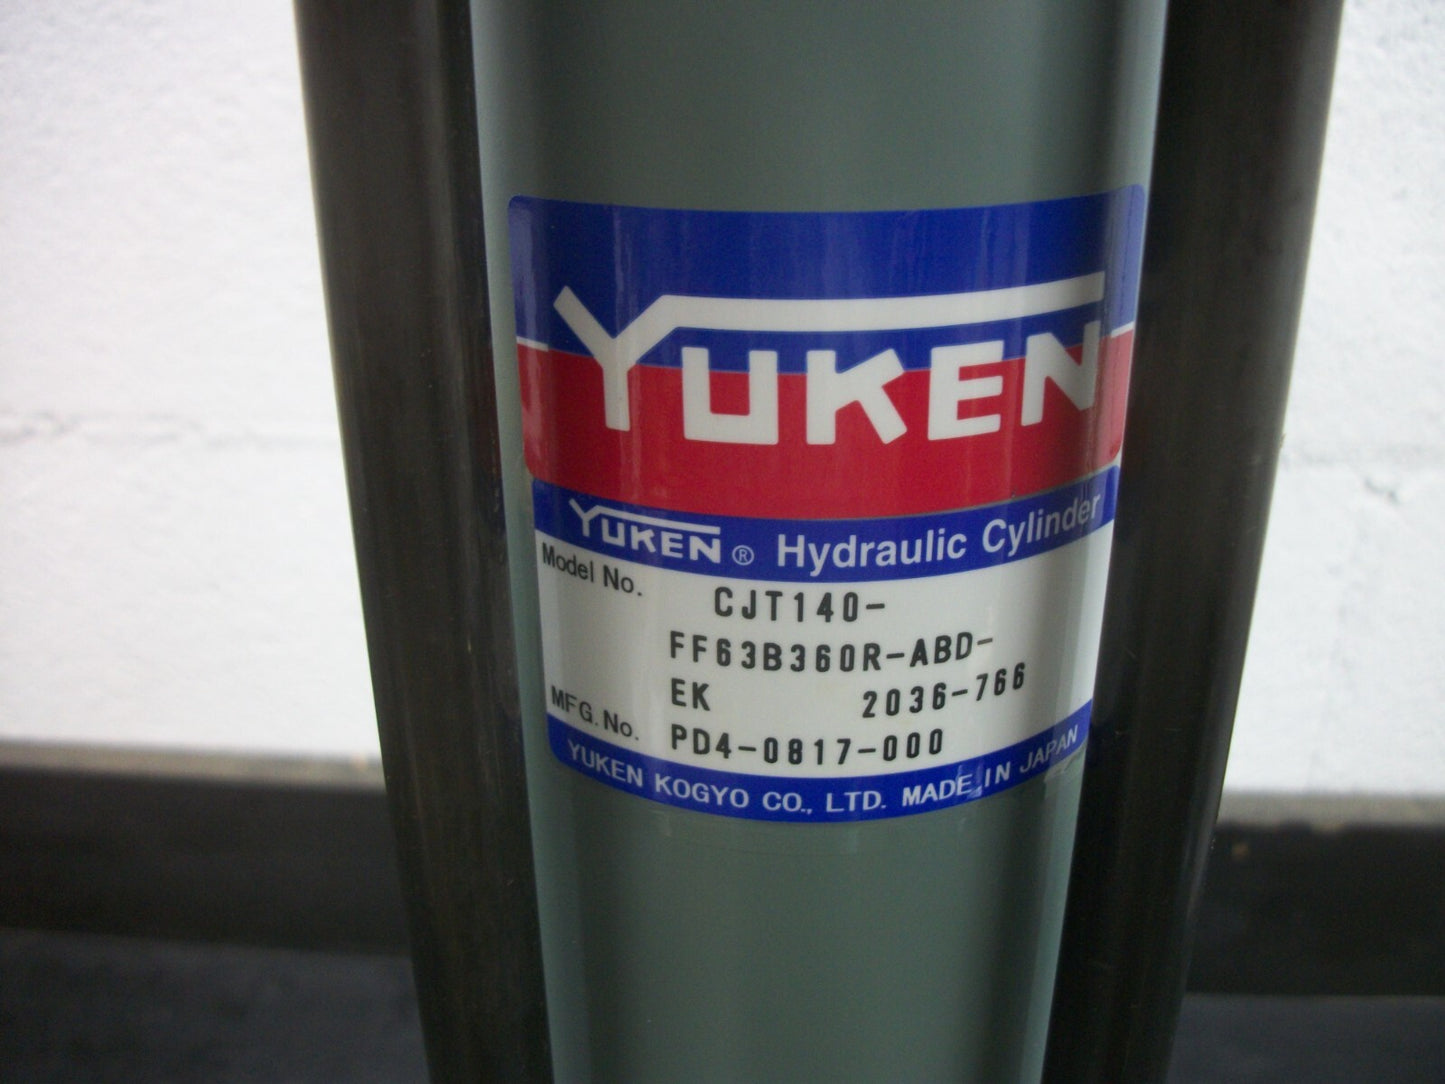 YUKEN
YUKEN ® Hydraulic Cylinder
Model No. CJT140-
FF63B360R-ABD-
EK 2036-766
MFG. No. PD4-0817-000
YUKEN KOGYO CO., LTD. MADE IN JAPAN